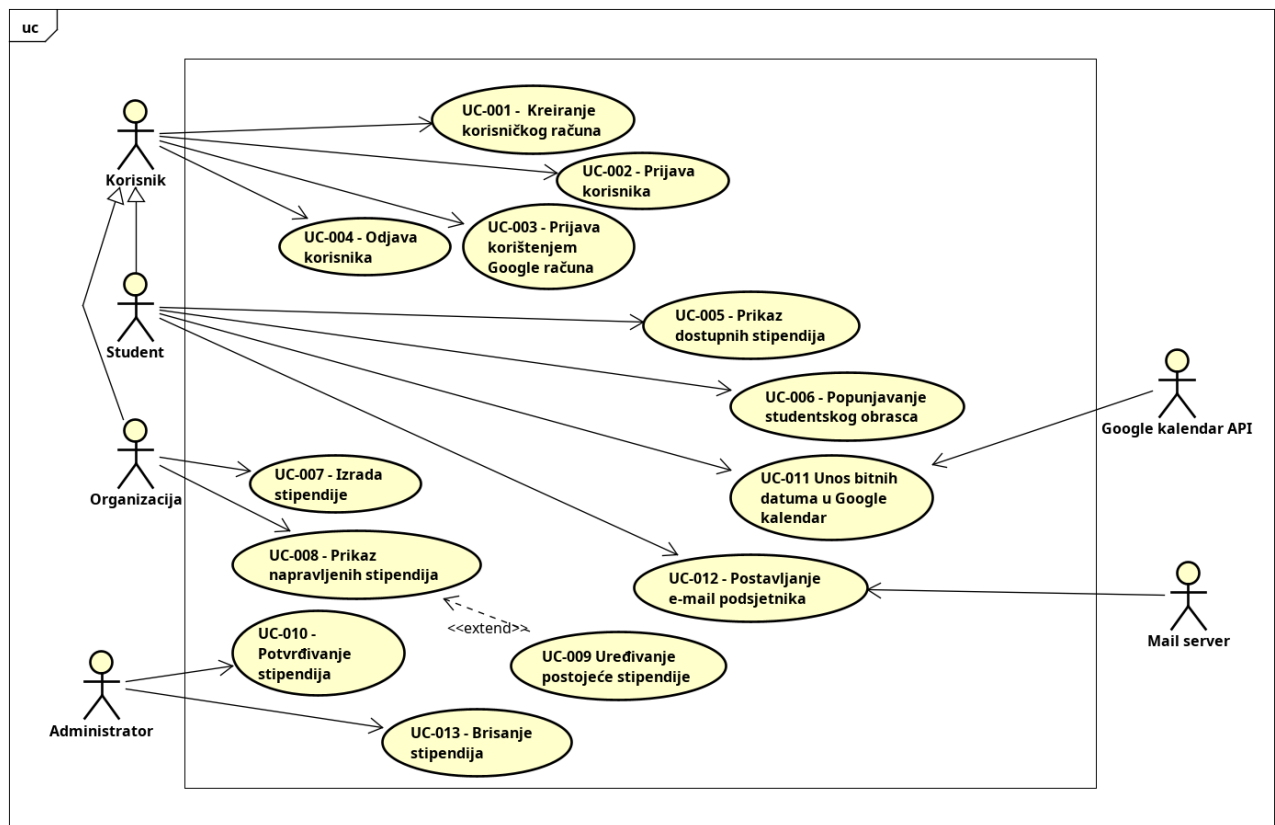 uc
UC-001 -  Kreiranje
korisničkog računa
Korisnik
UC-002 - Prijava
korisnika
UC-003 - Prijava
korištenjem
Google računa
UC-004 - Odjava
korisnika
Student
UC-005 - Prikaz
dostupnih stipendija
UC-006 - Popunjavanje
studentskog obrasca
Google kalendar API
Organizacija
UC-007 - Izrada
stipendije
UC-011 Unos bitnih
datuma u Google
kalendar
UC-008 - Prikaz
napravljenih stipendija
UC-012 - Postavljanje
e-mail podsjetnika
Mail server
<<extend>>
UC-010 -
Potvrđivanje
stipendija
UC-009 Uređivanje
postojeće stipendije
Administrator
UC-013 - Brisanje
stipendija